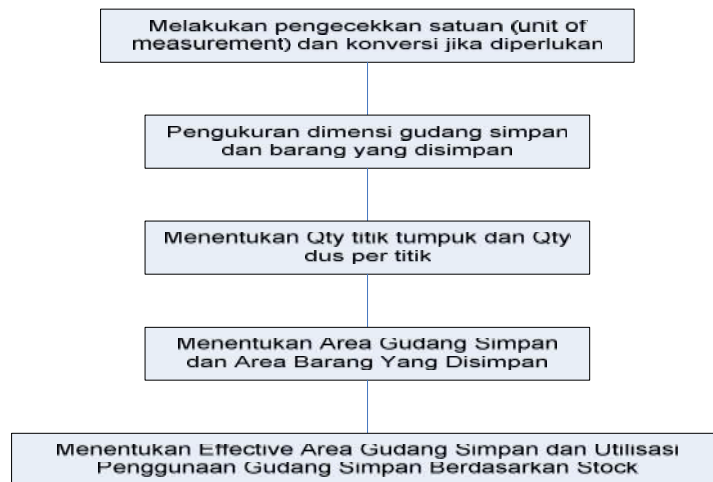 Melakukan pengecekkan satuan (unit of
measurement) dan konversi jika diperlukan
Pengukuran dimensi gudang simpan
dan barang yang disimpan
Menentukan Qty titik tumpuk dan Qty
dus per titik
Menentukan Area Gudang Simpan
dan Area Barang Yang Disimpan
Menentukan Effective Area Gudang Simpan dan Utilisasi
Penggunaan Gudang Simpan Berdasarkan Stock